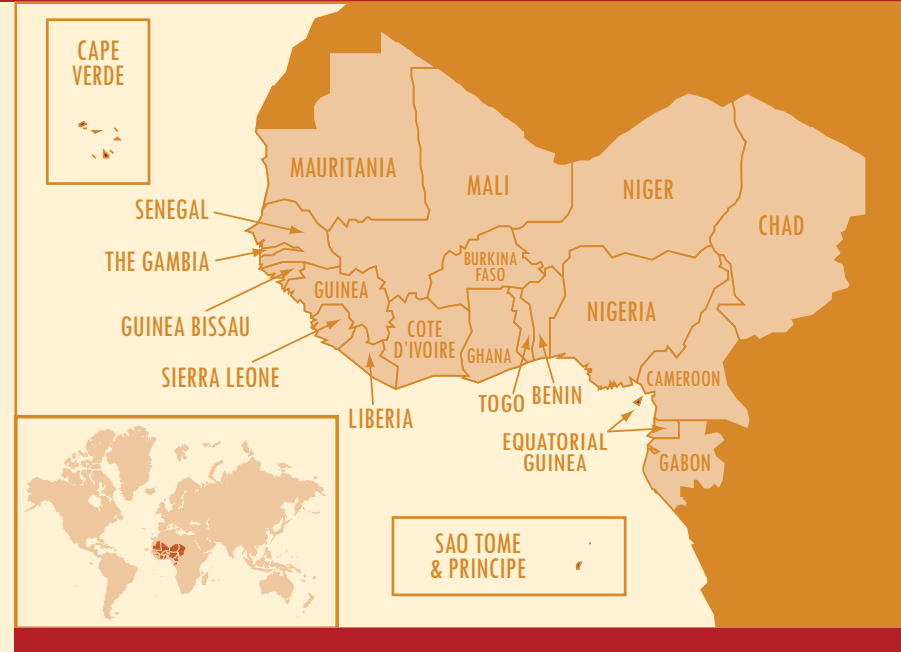 CAPE
VERDE
MAURITANIA
MALI
NIGER
CHAD
SENEGAL
THE GAMBIA
BURKINA
FASO
GUINEA
NIGERIA
GUINEA BISSAU
COTE
D'IVOIRE
GHANA
SIERRA LEONE
CAMEROON
TOGO
BENIN
LIBERIA
EQUATORIAL
GUINEA
GABON
SAO TOME
& PRINCIPE